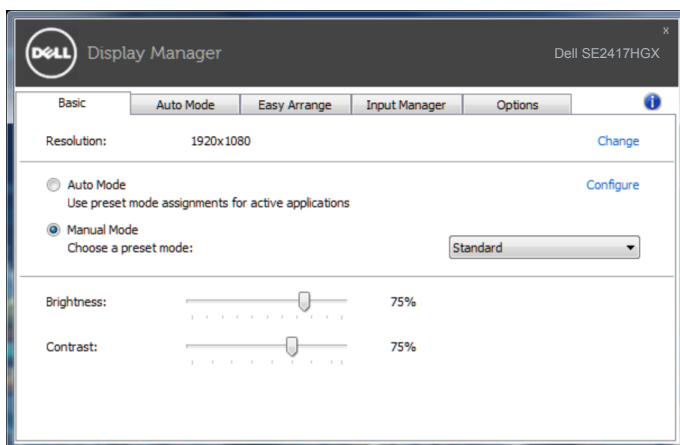 x
DELL Display Manager Dell SE2417HGX
Basic Auto Mode Easy Arrange Input Manager Options i
Resolution: 1920x1080 Change
Auto Mode Configure
Use preset mode assignments for active applications
Manual Mode
Choose a preset mode: Standard
Brightness: 75%
Contrast: 75%